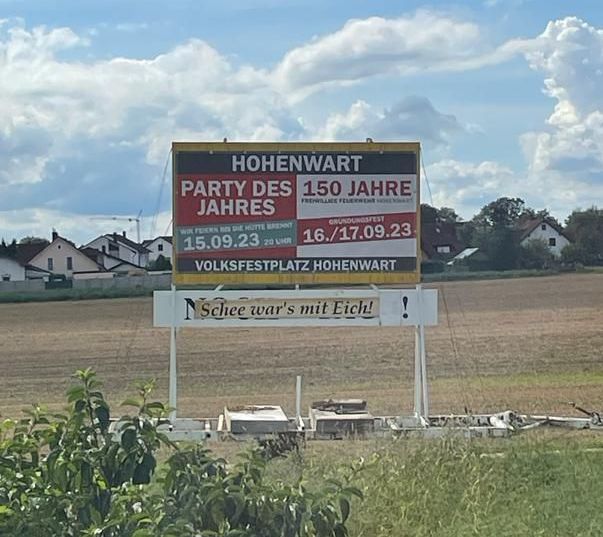 HOHENWART
PARTY DES
JAHRES
WIR FEIERN BIS DIE HÜTTE BRENNT
15.09.23 20 UHR
150 JAHRE
FREIWILLIGE FEUERWEHR HOHENWART
GRÜNDUNGSFEST
16./17.09.23
VOLKSFESTPLATZ HOHENWART
Schee war's mit Eich!
!